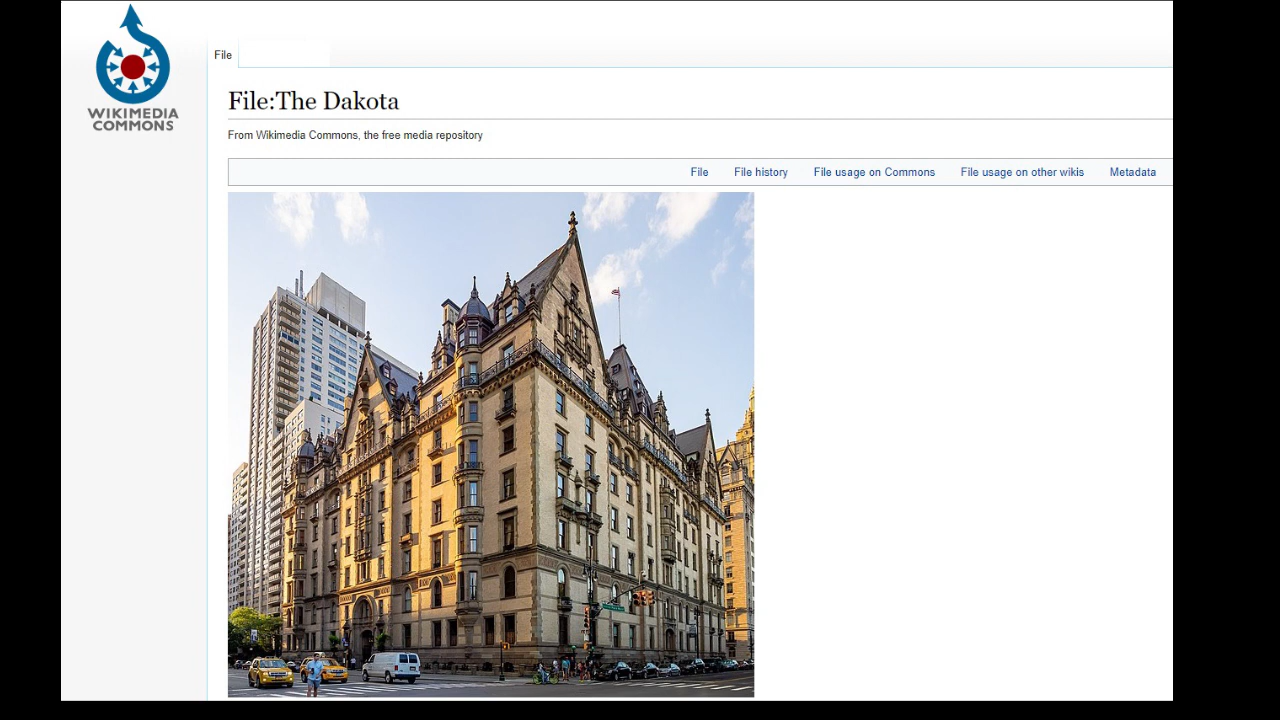 WIKIMEDIA
COMMONS
File
File:The Dakota
From Wikimedia Commons, the free media repository
File File history File usage on Commons File usage on other wikis Metadata